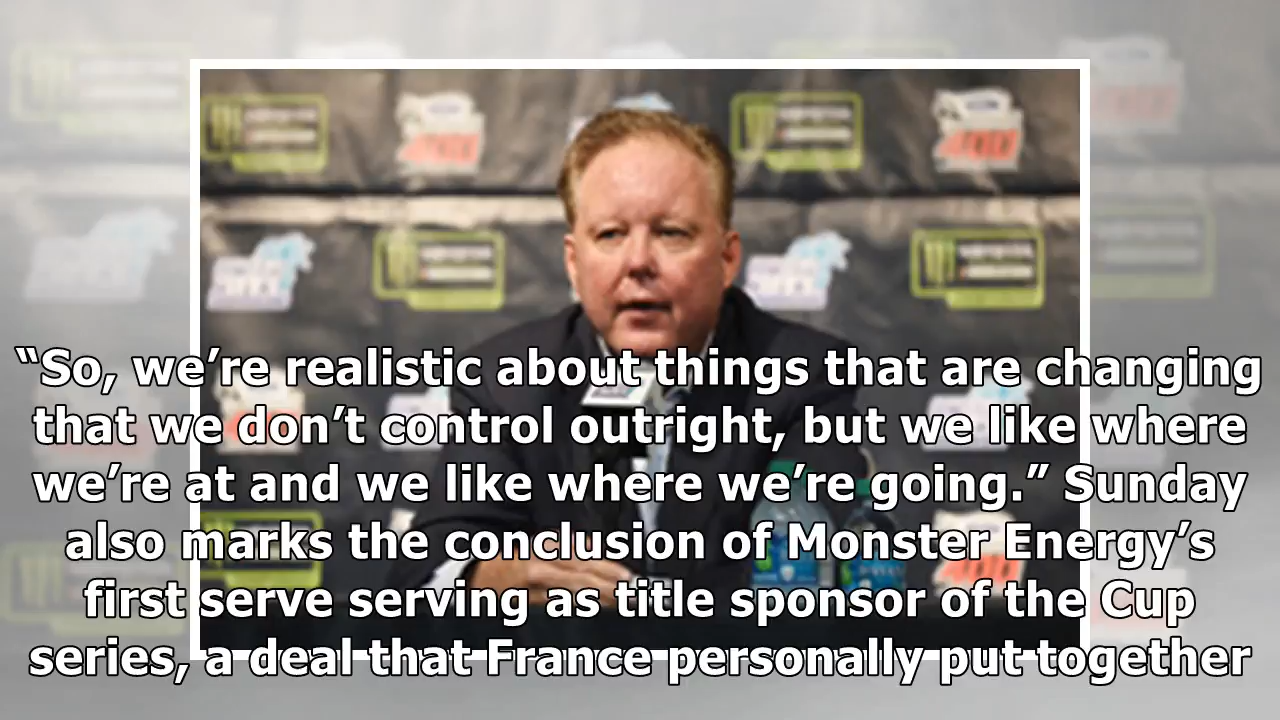 “So, we’re realistic about things that are changing
that we don’t control outright, but we like where
we’re at and we like where we’re going.” Sunday
also marks the conclusion of Monster Energy’s
first serve serving as title sponsor of the Cup
series, a deal that France personally put together